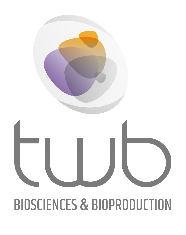 twb
BIOSCIENCES & BIOPRODUCTION